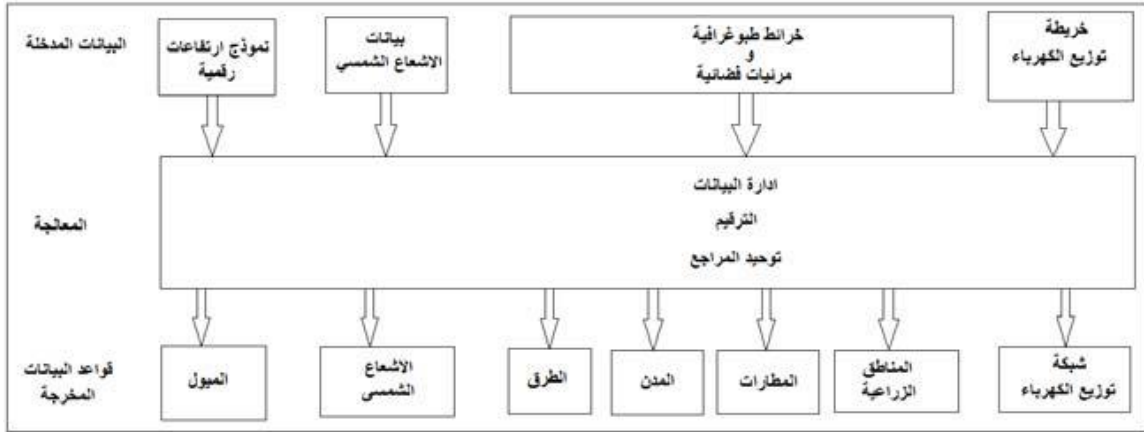 البيانات المدخلة
خريطة
توزيع الكهرباء
خرائط طبوغرافية
و
مرئيات فضائية
بيانات
الاشعاع الشمسي
نموذج ارتفاعات
رقمية
المعالجة
ادارة البيانات
الترقيم
توحيد المراجع
قواعد البيانات
المخرجة
شبكة
توزيع الكهرباء
المناطق
الزراعية
المطارات
المدن
الطرق
الاشعاع
الشمسي
الميول